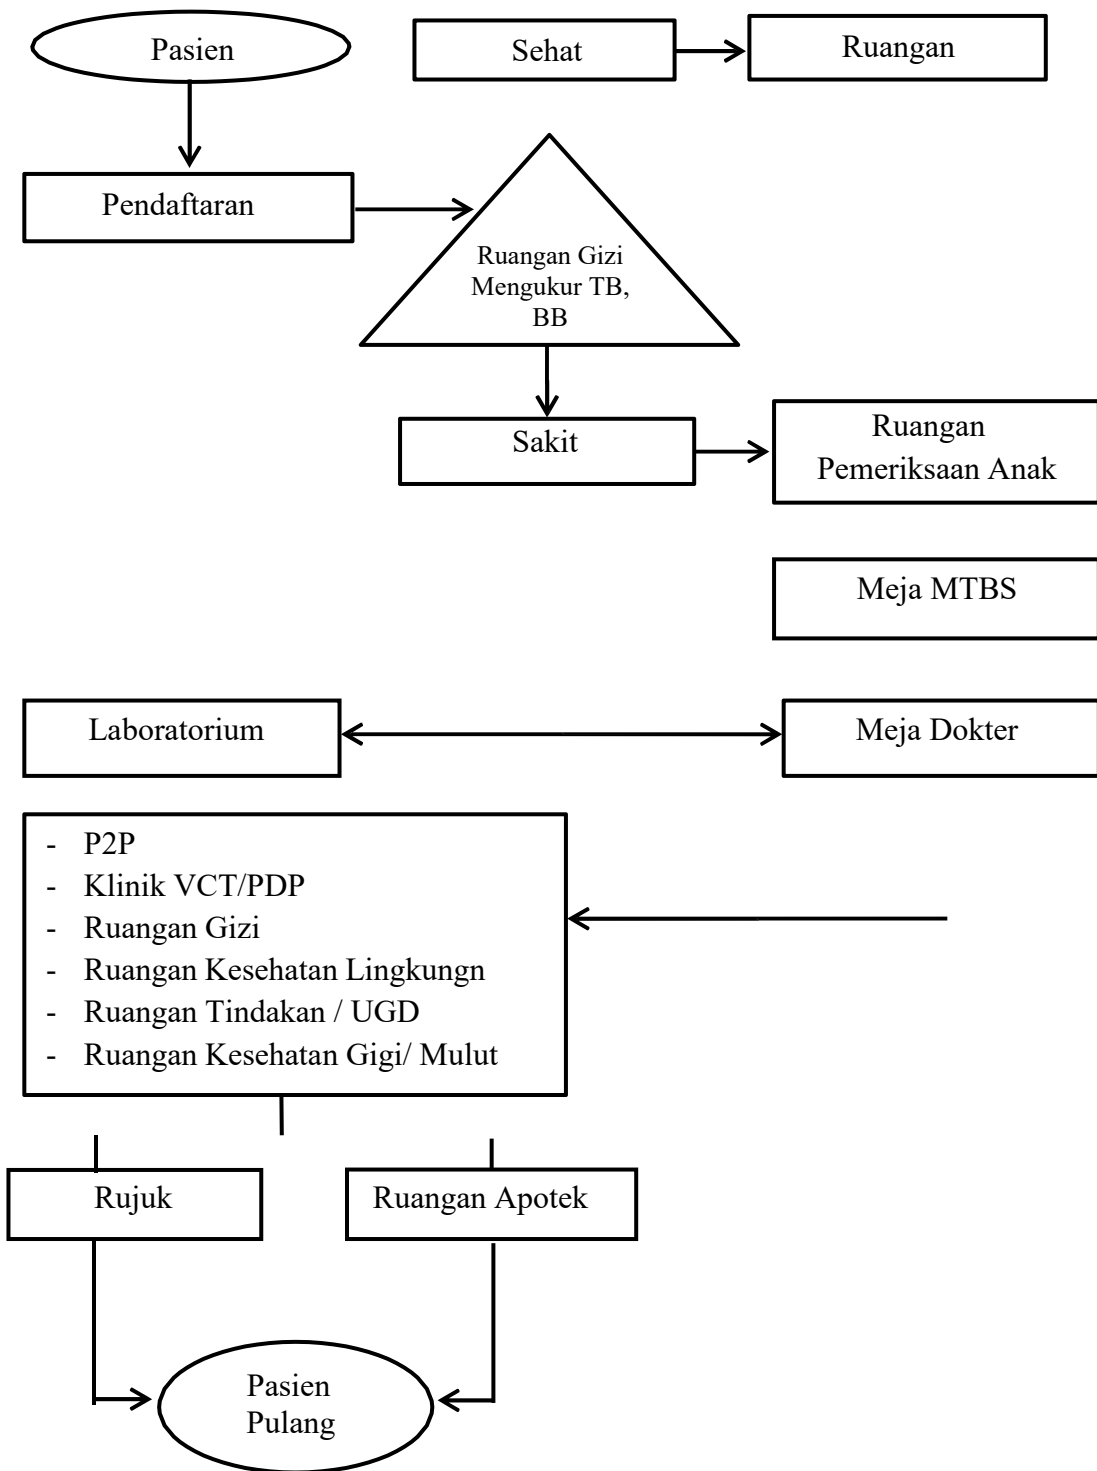 Pasien
Sehat
Ruangan
Pendaftaran
Ruangan Gizi
Mengukur TB,
BB
Sakit
Ruangan
Pemeriksaan Anak
Meja MTBS
Laboratorium
Meja Dokter
- P2P
- Klinik VCT/PDP
- Ruangan Gizi
- Ruangan Kesehatan Lingkungn
- Ruangan Tindakan / UGD
- Ruangan Kesehatan Gigi/ Mulut
Rujuk
Ruangan Apotek
Pasien
Pulang